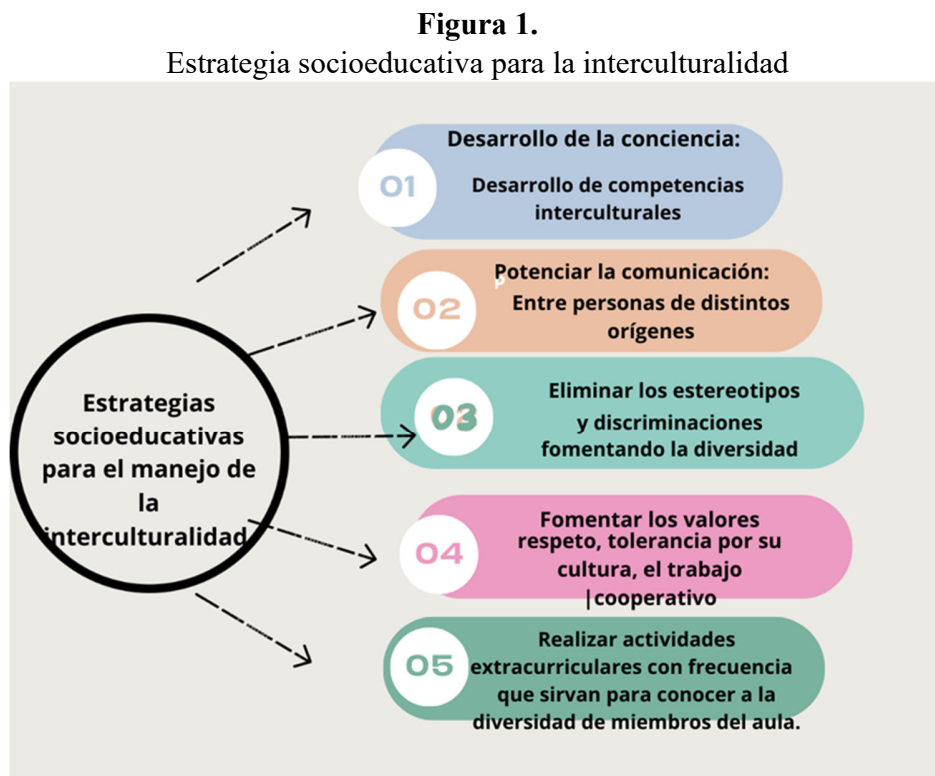 Figura 1.
Estrategia socioeducativa para la interculturalidad
Estrategias
socioeducativas
para el manejo de
la
interculturalidad
01
Desarrollo de la conciencia:
Desarrollo de competencias
interculturales
02
Potenciar la comunicación:
P
Entre personas de distintos
orígenes
03
Eliminar los estereotipos
y discriminaciones
fomentando la diversidad
04
Fomentar los valores
respeto, tolerancia por su
cultura, el trabajo
|cooperativo
05
Realizar actividades
extracurriculares con frecuencia
que sirvan para conocer a la
diversidad de miembros del aula.